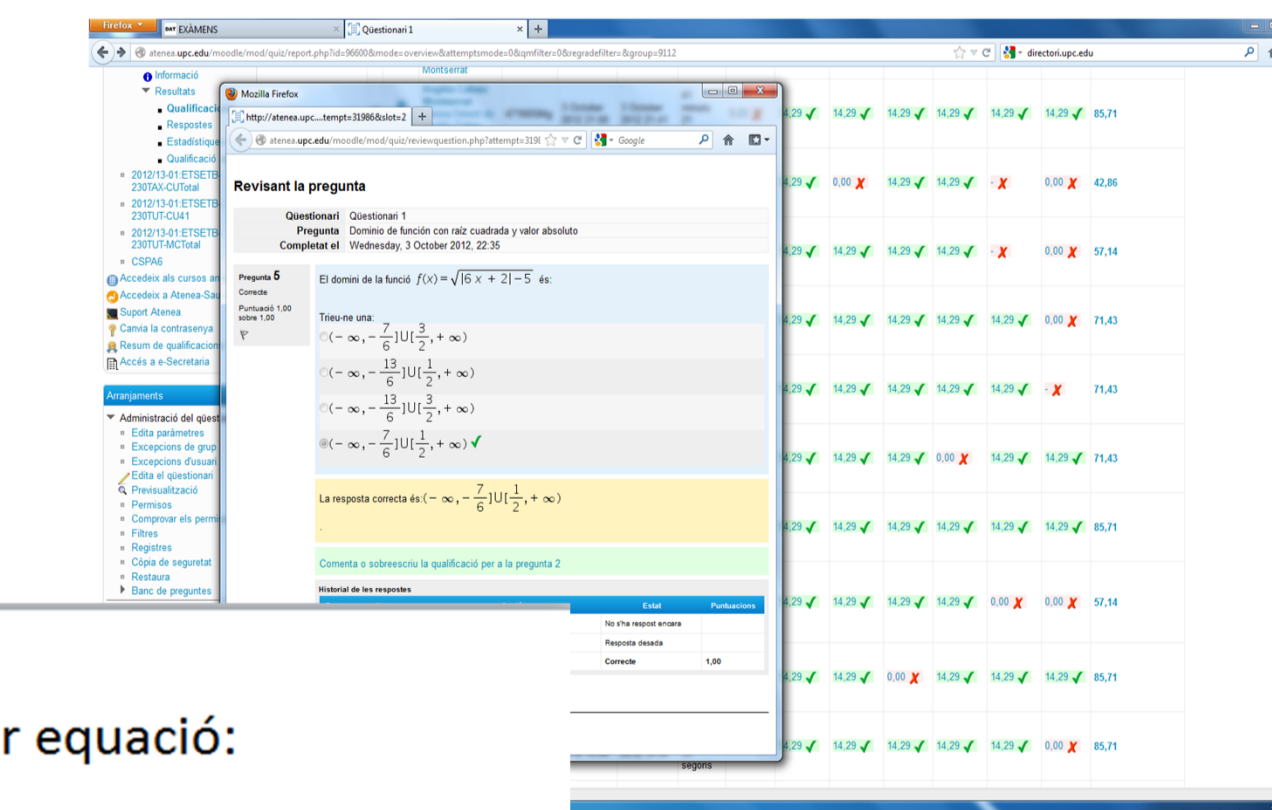 Firefox
EXÀMENS
Qüestionari 1
atenea.upc.edu/moodle/mod/quiz/report.php?id=96600&mode=overview&attemptsmode=0&qmfilter=0&regradefilter=&group=9112
directori.upc.edu
Informació
Resultats
Qualificacio
Respostes
Estadístique
Qualificació
2012/13-01:ETSETB-
230TAX-CUTotal
2012/13-01:ETSETB-
230TUT-CU41
2012/13-01:ETSETB-
230TUT-MCTotal
CSPA6
Accedeix als cursos an
Accedeix a Atenea-Sau
Suport Atenea
Canvia la contrasenya
Resum de qualificacion
Accés a e-Secretaria
Arranjaments
Administració del qüest
Edita paràmetres
Excepcions de grup
Excepcions d'usuari
Edita el qüestionari
Previsualització
Permisos
Comprovar els permi
Filtres
Registres
Còpia de seguretat
Restaura
Banc de preguntes
Montserrat
Mozilla Firefox
http://atenea.upc....tempt=31986&slot=2
atenea.upc.edu/moodle/mod/quiz/reviewquestion.php?attempt=3198
Google
Revisant la pregunta
Qüestionari Qüestionari 1
Pregunta Dominio de función con raíz cuadrada y valor absoluto
Completat el Wednesday, 3 October 2012, 22:35
Pregunta 5
Correcte
Puntuació 1,00
sobre 1,00
El domini de la funció f(x)=√|6 x + 2|−5 és:
Trieu-ne una:
(− ∞, − 7/6]∪[3/2, + ∞)
(− ∞, − 13/6]∪[1/2, + ∞)
(− ∞, − 13/6]∪[3/2, + ∞)
(− ∞, − 7/6]∪[1/2, + ∞) ✓
La resposta correcta és:(− ∞, − 7/6]∪[1/2, + ∞)
.
Comenta o sobreescriu la qualificació per a la pregunta 2
Historial de les respostes
Estat Puntuacions
No s'ha respost encara
Resposta desada
Correcte 1,00
4,29 ✓ 14,29 ✓ 14,29 ✓ 14,29 ✓ 14,29 ✓ 14,29 ✓ 85,71
4,29 ✓ 0,00 ✗ 14,29 ✓ 14,29 ✓ - ✗ 0,00 ✗ 42,86
4,29 ✓ 14,29 ✓ 14,29 ✓ 14,29 ✓ - ✗ 0,00 ✗ 57,14
4,29 ✓ 14,29 ✓ 14,29 ✓ 14,29 ✓ 14,29 ✓ 0,00 ✗ 71,43
4,29 ✓ 14,29 ✓ 14,29 ✓ 14,29 ✓ 14,29 ✓ - ✗ 71,43
4,29 ✓ 14,29 ✓ 14,29 ✓ 0,00 ✗ 14,29 ✓ 14,29 ✓ 71,43
4,29 ✓ 14,29 ✓ 14,29 ✓ 14,29 ✓ 14,29 ✓ 14,29 ✓ 85,71
4,29 ✓ 14,29 ✓ 14,29 ✓ 14,29 ✓ 0,00 ✗ 0,00 ✗ 57,14
4,29 ✓ 14,29 ✓ 0,00 ✗ 14,29 ✓ 14,29 ✓ 14,29 ✓ 85,71
4,29 ✓ 14,29 ✓ 14,29 ✓ 14,29 ✓ 14,29 ✓ 0,00 ✗ 85,71
segons
r equació: